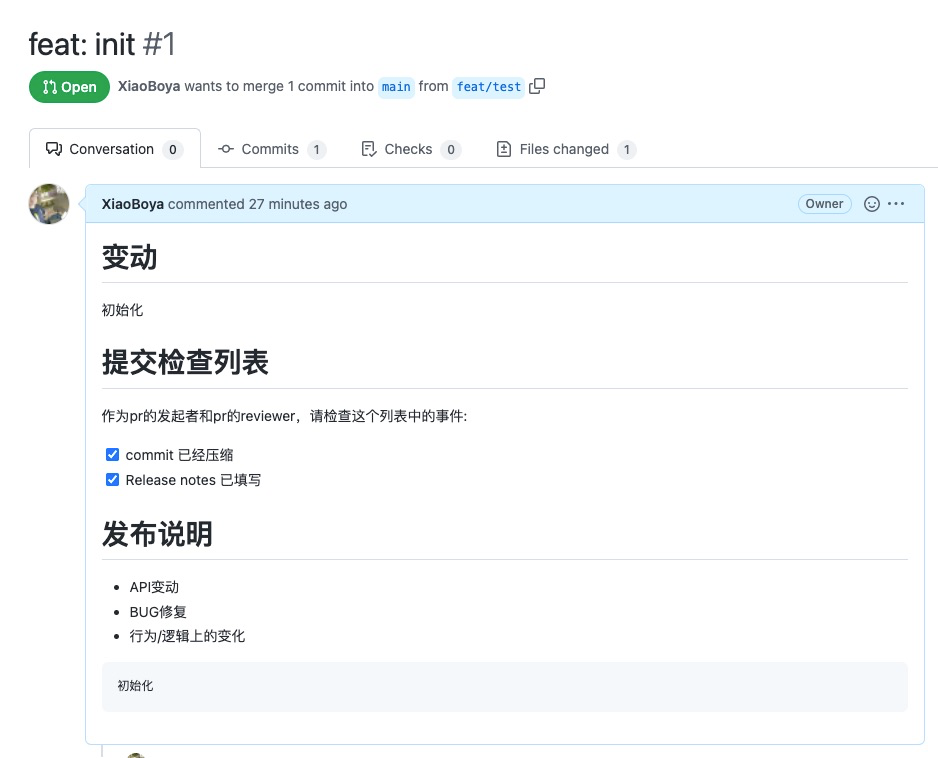 feat: init #1
Open XiaoBoya wants to merge 1 commit into main from feat/test
Conversation 0 Commits 1 Checks 0 Files changed 1
XiaoBoya commented 27 minutes ago Owner
变动
初始化
提交检查列表
作为pr的发起者和pr的reviewer，请检查这个列表中的事件:
commit 已经压缩
Release notes 已填写
发布说明
API变动
BUG修复
行为/逻辑上的变化
初始化